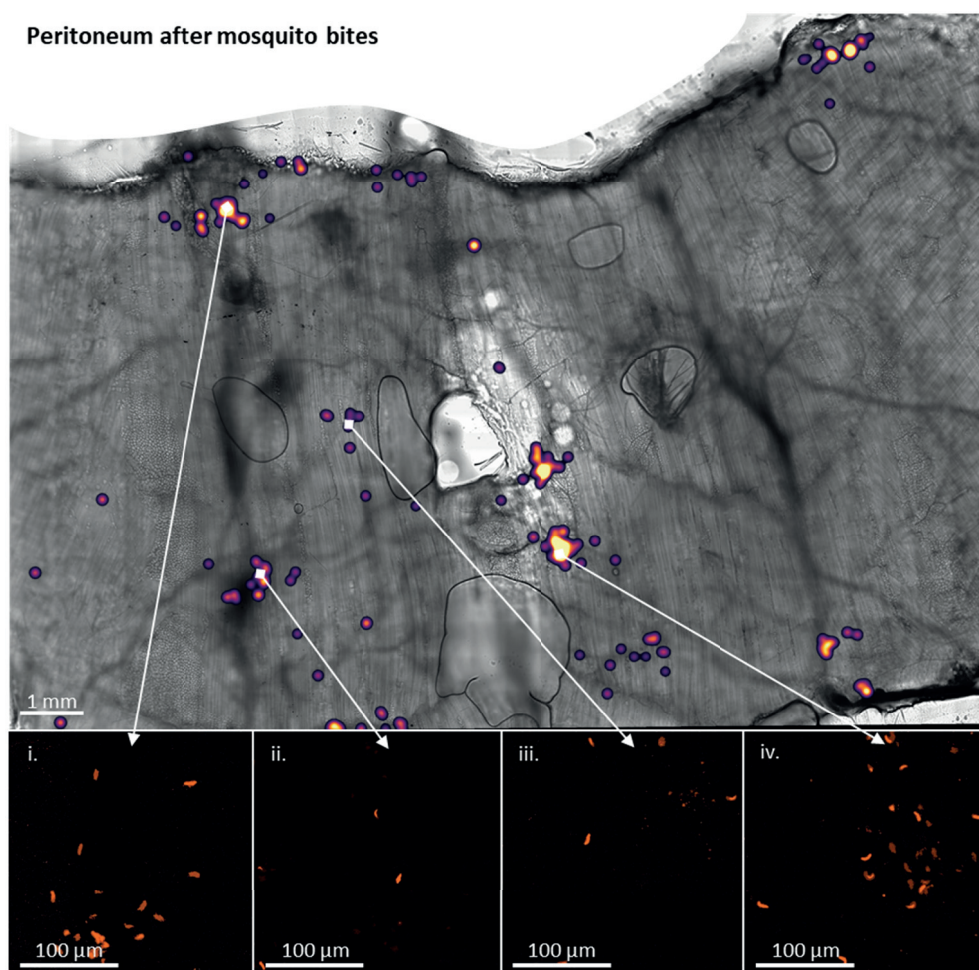 Peritoneum after mosquito bites
1 mm
i.
ii.
iii.
iv.
100 µm
100 µm
100 µm
100 µm